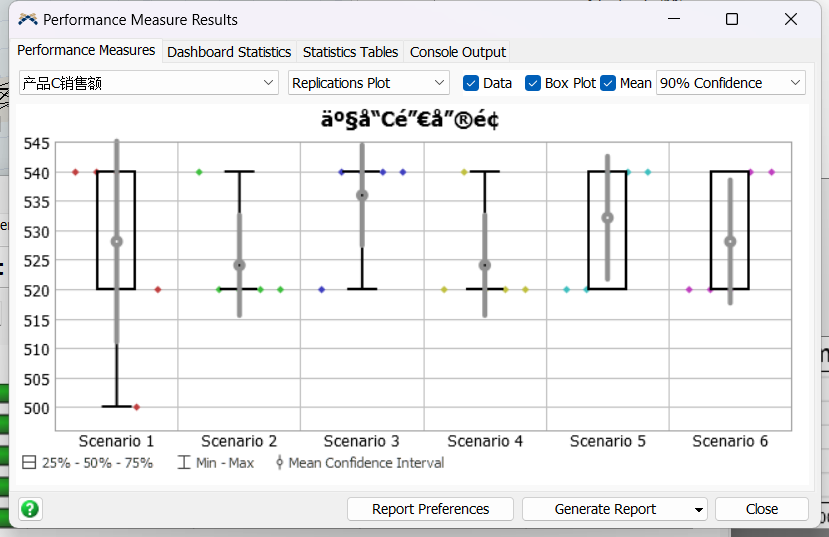 Performance Measure Results
Performance Measures Dashboard Statistics Statistics Tables Console Output
产品C销售额 Replications Plot Data Box Plot Mean 90% Confidence
äº§å“Cé”€å”®é¢
545
540
535
530
525
520
515
510
505
500
Scenario 1 Scenario 2 Scenario 3 Scenario 4 Scenario 5 Scenario 6
25% - 50% - 75% Min - Max Mean Confidence Interval
? Report Preferences Generate Report Close